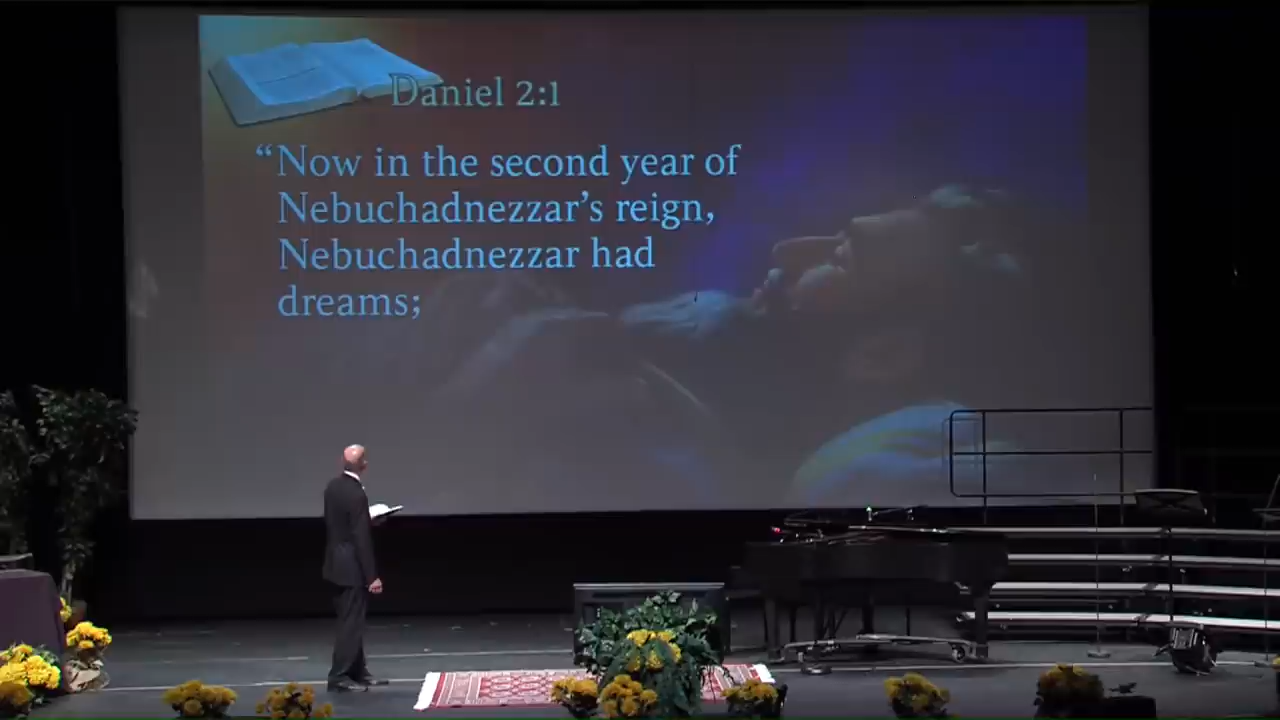 Daniel 2:1
“Now in the second year of
Nebuchadnezzar’s reign,
Nebuchadnezzar had
dreams;